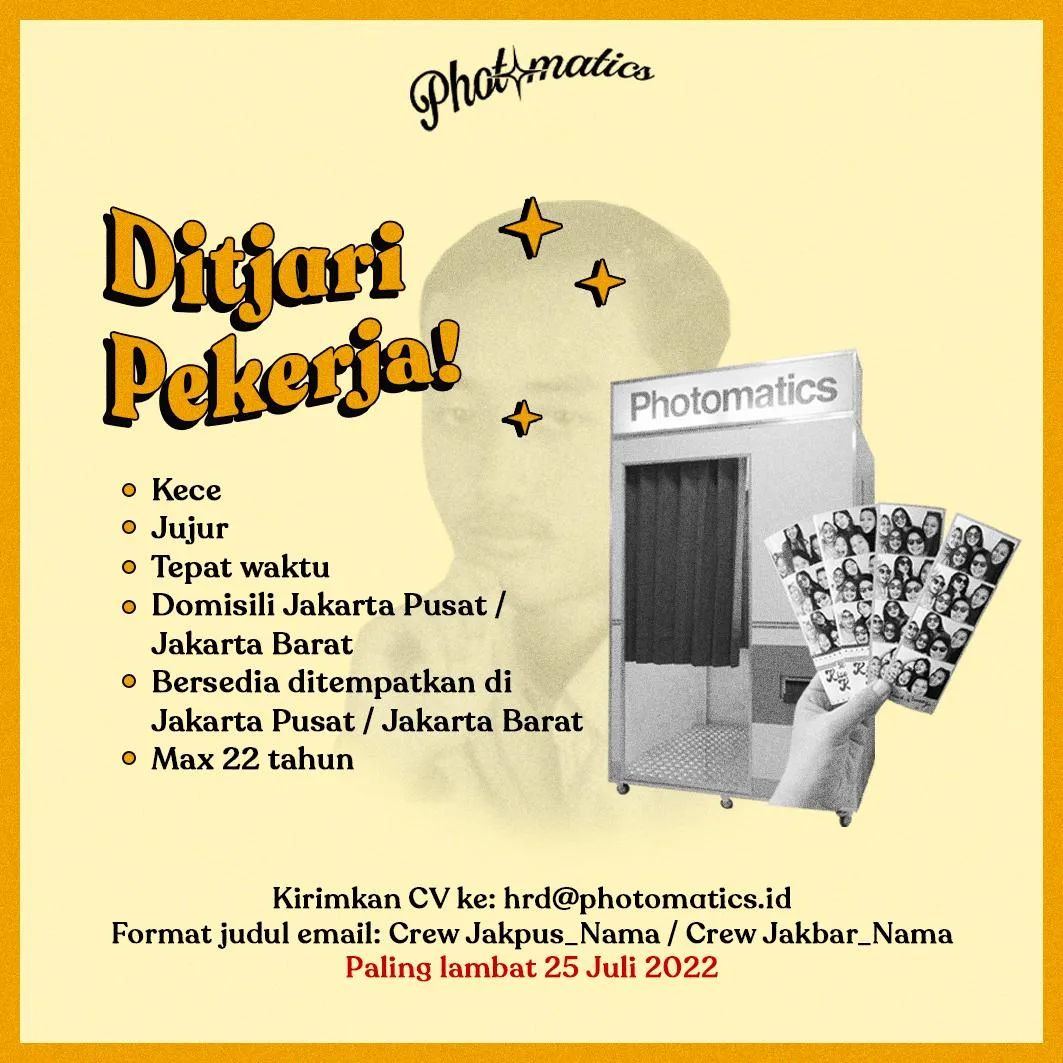 Photomatics
Ditjari
Pekerja!
Photomatics
Kece
Jujur
Tepat waktu
Domisili Jakarta Pusat /
Jakarta Barat
Bersedia ditempatkan di
Jakarta Pusat / Jakarta Barat
Max 22 tahun
Kirimkan CV ke: hrd@photomatics.id
Format judul email: Crew Jakpus_Nama / Crew Jakbar_Nama
Paling lambat 25 Juli 2022